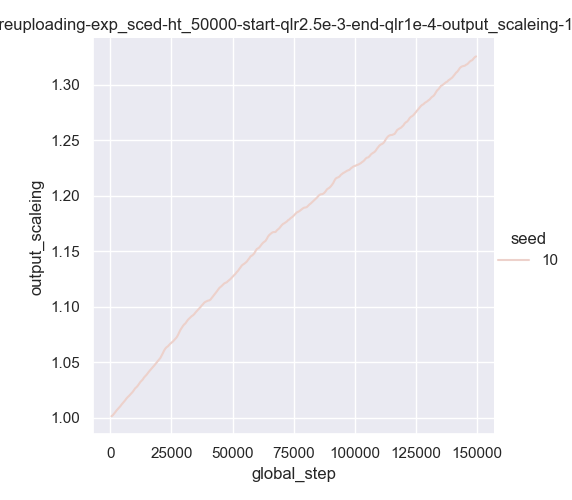 reuploading-exp_sced-ht_50000-start-qlr2.5e-3-end-qlr1e-4-output_scaleing-1
1.30
1.25
1.20
1.15
1.10
1.05
1.00
output_scaleing
0 25000 50000 75000 100000 125000 150000
global_step
seed
10